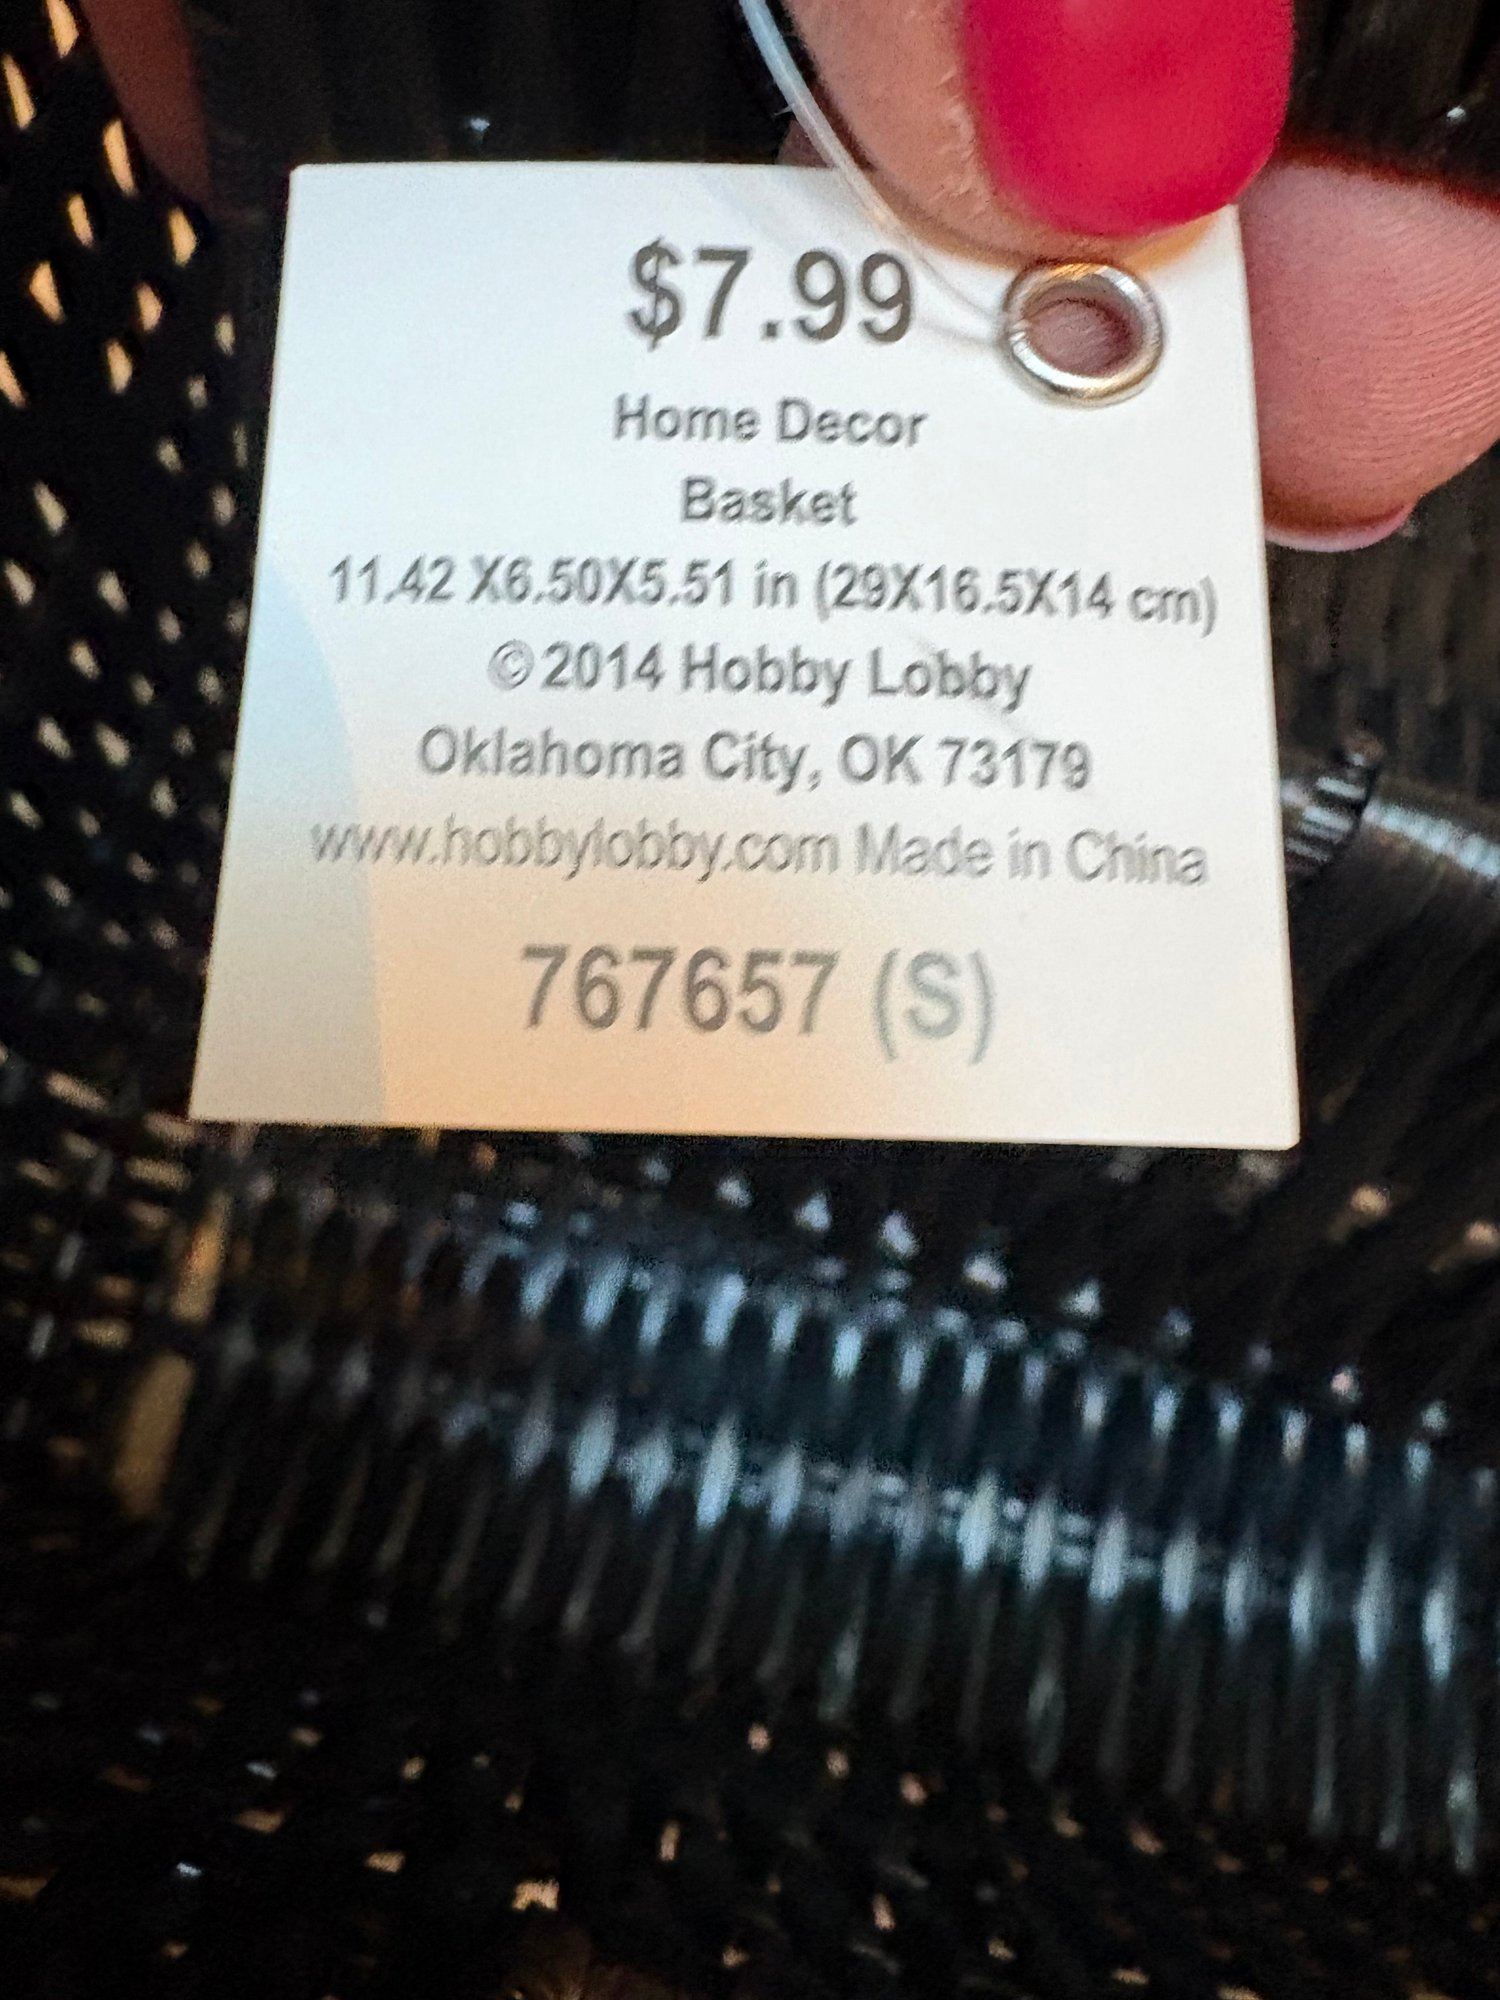 $7.99
Home Decor
Basket
11.42 X6.50X5.51 in (29X16.5X14 cm)
©2014 Hobby Lobby
Oklahoma City, OK 73179
www.hobbylobby.com Made in China
767657 (S)